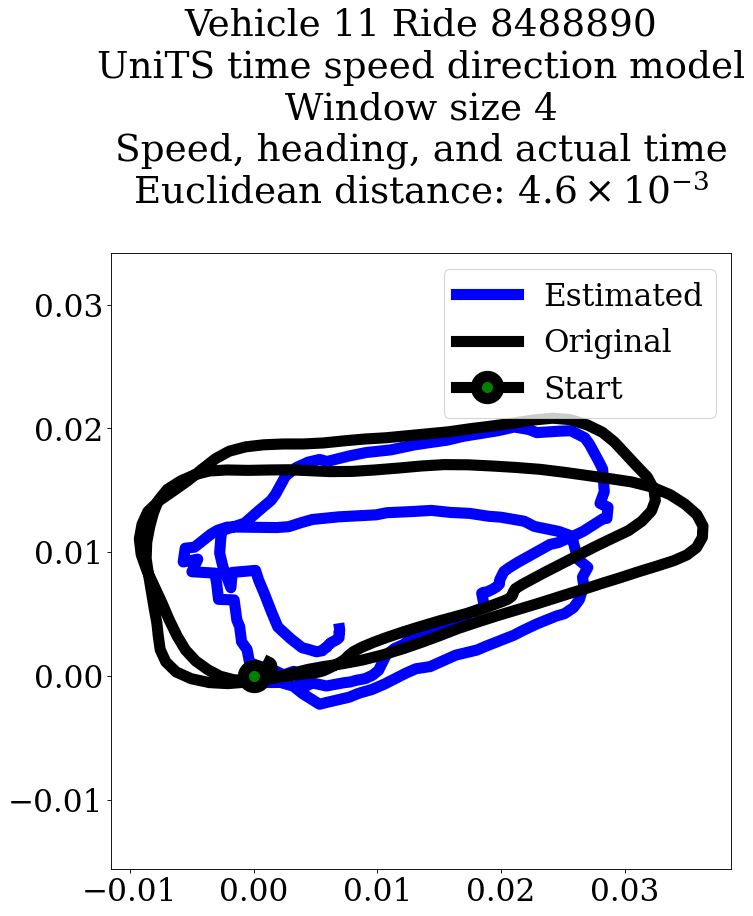 Vehicle 11 Ride 8488890
UniTS time speed direction model
Window size 4
Speed, heading, and actual time
Euclidean distance: 4.6 × 10⁻³
Estimated
Original
Start
0.03
0.02
0.01
0.00
−0.01
−0.01 0.00 0.01 0.02 0.03